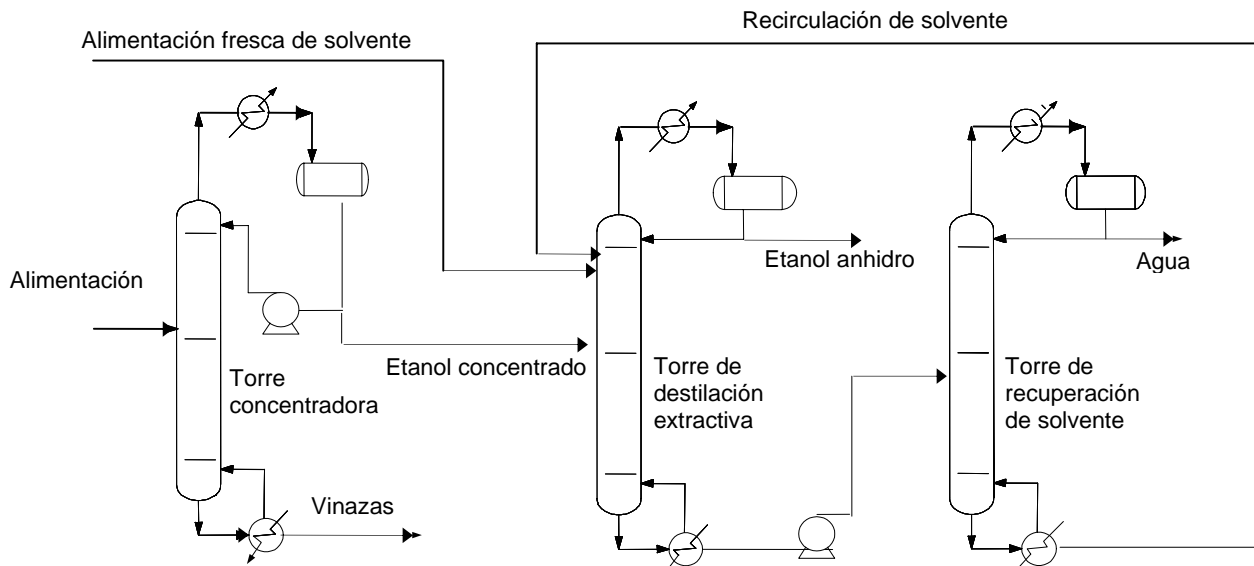 Recirculación de solvente
Alimentación fresca de solvente
Alimentación
Etanol anhidro
Agua
Etanol concentrado
Torre
concentradora
Torre de
destilación
extractiva
Torre de
recuperación
de solvente
Vinazas